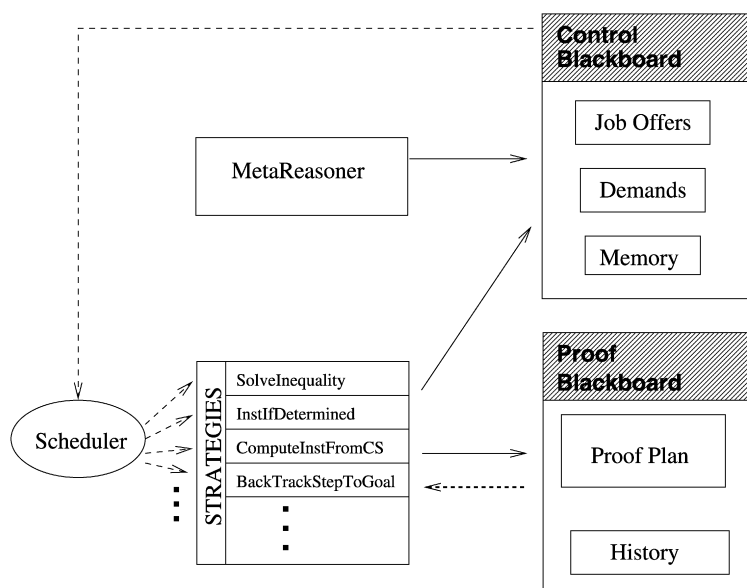 Control
Blackboard
Job Offers
MetaReasoner
Demands
Memory
Proof
Blackboard
SolveInequality
InstIfDetermined
Scheduler
STRATEGIES
ComputeInstFromCS
Proof Plan
BackTrackStepToGoal
History